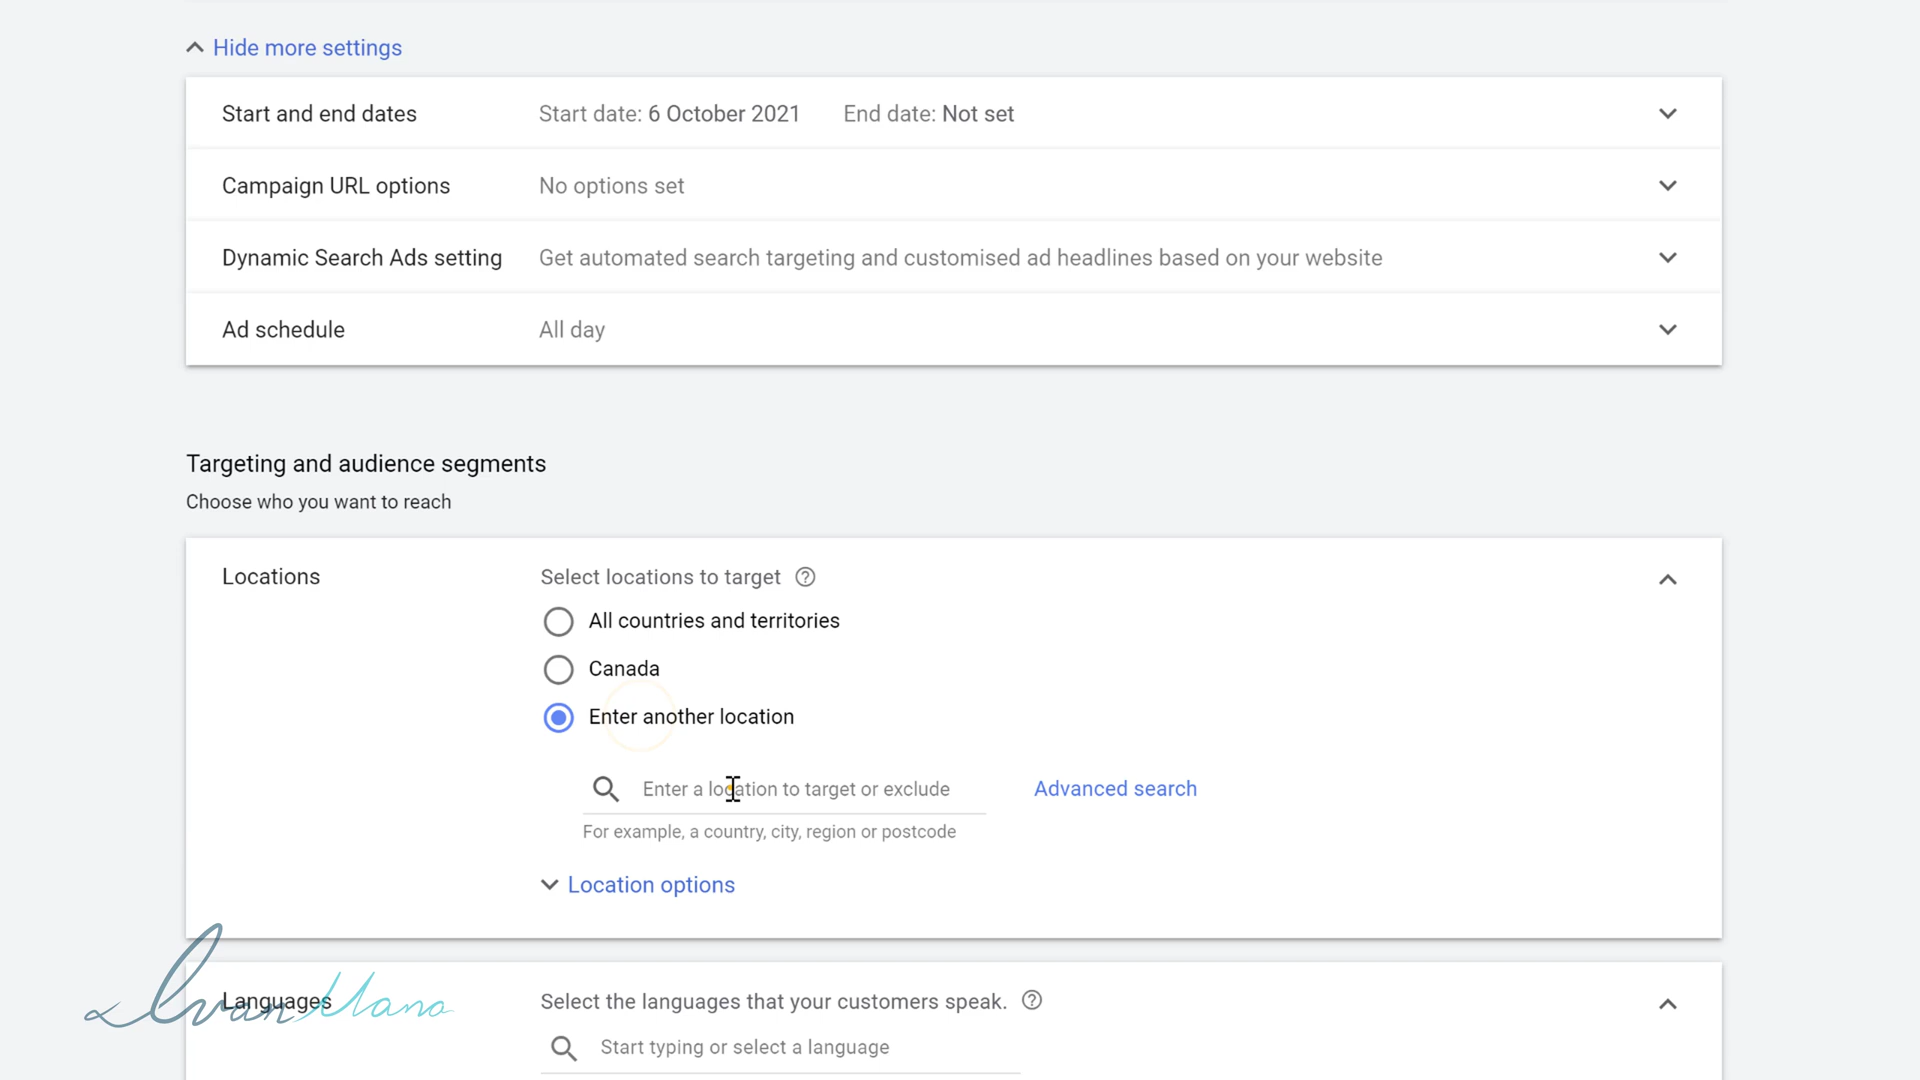 Hide more settings
Start and end dates Start date: 6 October 2021 End date: Not set
Campaign URL options No options set
Dynamic Search Ads setting Get automated search targeting and customised ad headlines based on your website
Ad schedule All day
Targeting and audience segments
Choose who you want to reach
Locations Select locations to target
All countries and territories
Canada
Enter another location
Enter a location to target or exclude Advanced search
For example, a country, city, region or postcode
Location options
Languages Select the languages that your customers speak.
Ivan Mana
Start typing or select a language